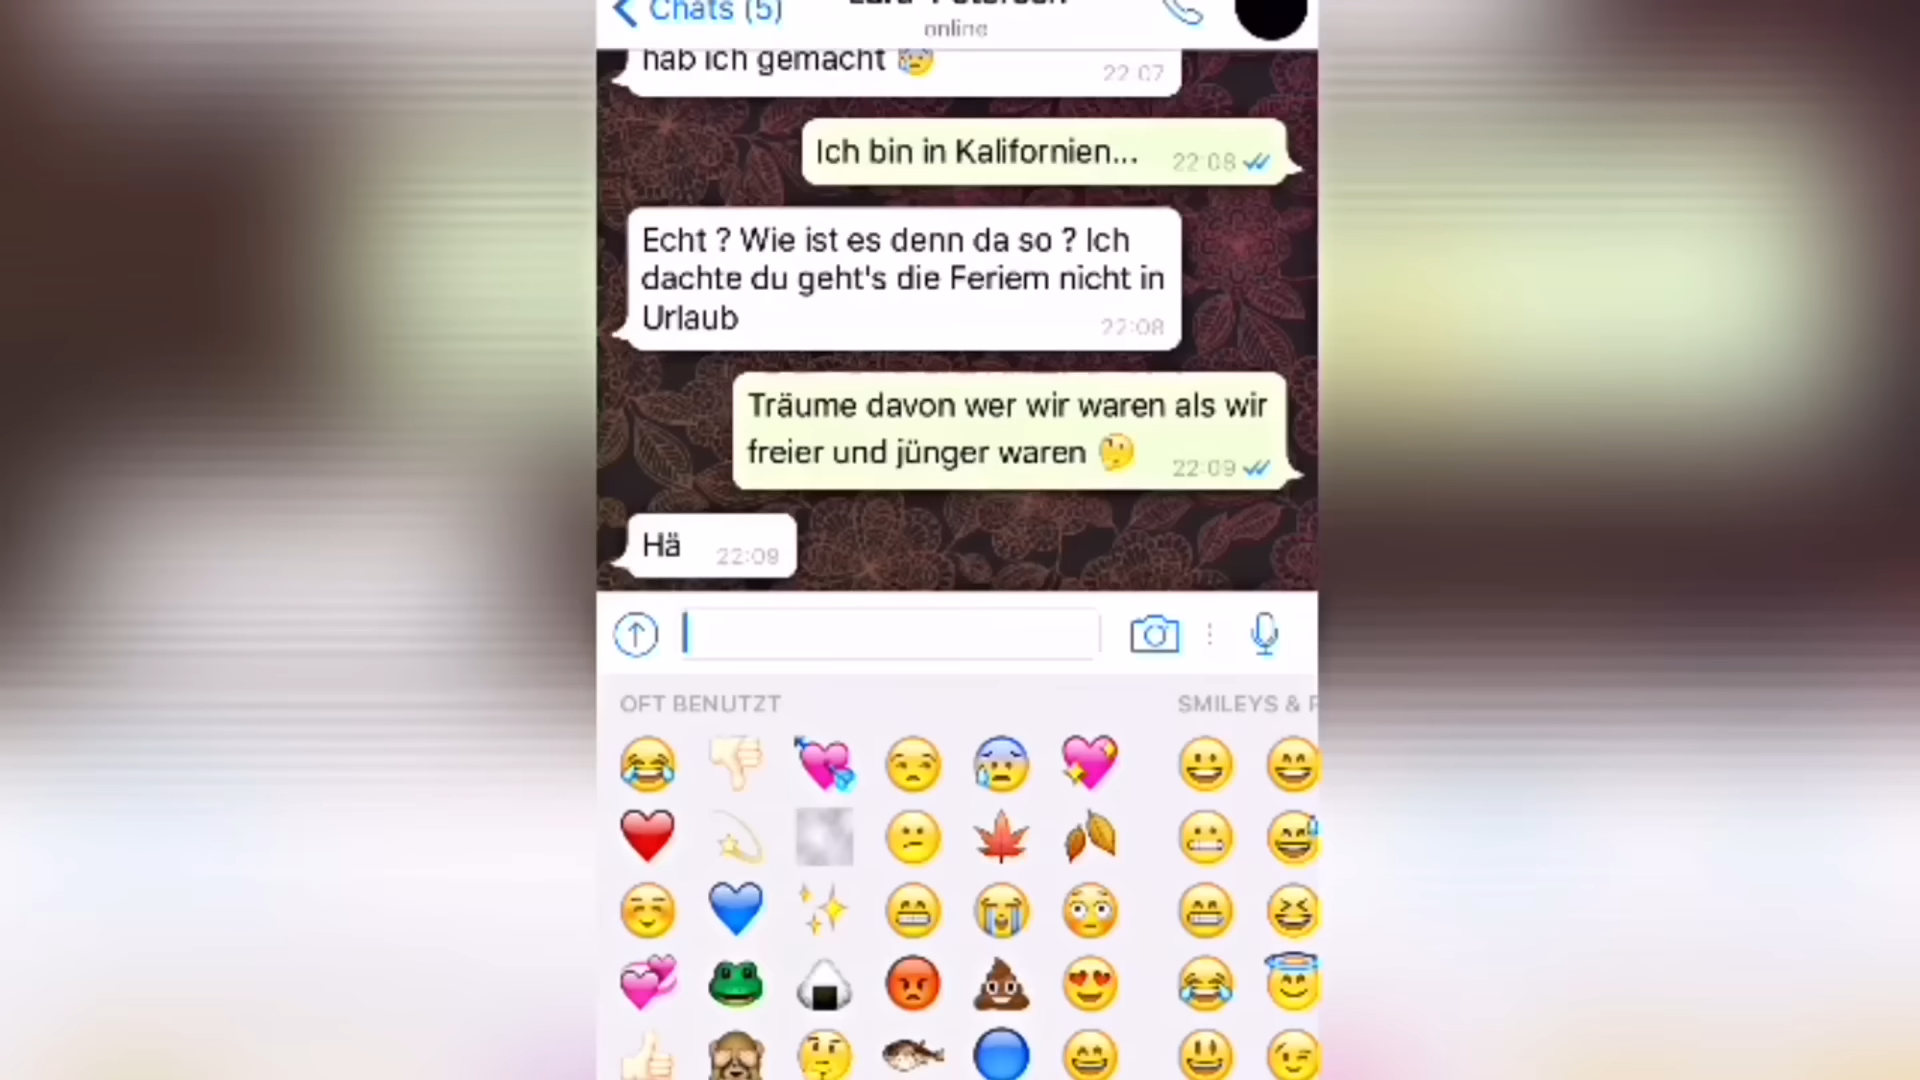 Chats (5)
online
hab ich gemacht 😰
22:07
Ich bin in Kalifornien...
22:08
Echt ? Wie ist es denn da so ? Ich
dachte du geht's die Feriem nicht in
Urlaub
22:08
Träume davon wer wir waren als wir
freier und jünger waren 🤔
22:09
Hä
22:09
OFT BENUTZT
SMILEYS &